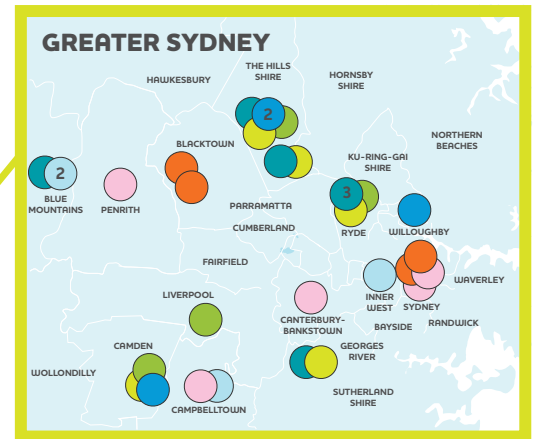 GREATER SYDNEY
HAWKESBURY
THE HILLS
SHIRE
HORNSBY
SHIRE
2
NORTHERN
BEACHES
BLACKTOWN
KU-RING-GAI
SHIRE
2
BLUE
MOUNTAINS
PENRITH
3
PARRAMATTA
CUMBERLAND
RYDE
WILLOUGHBY
FAIRFIELD
WAVERLEY
LIVERPOOL
INNER
WEST
SYDNEY
CANTERBURY-
BANKSTOWN
BAYSIDE
RANDWICK
CAMDEN
GEORGES
RIVER
WOLLONDILLY
SUTHERLAND
SHIRE
CAMPBELLTOWN